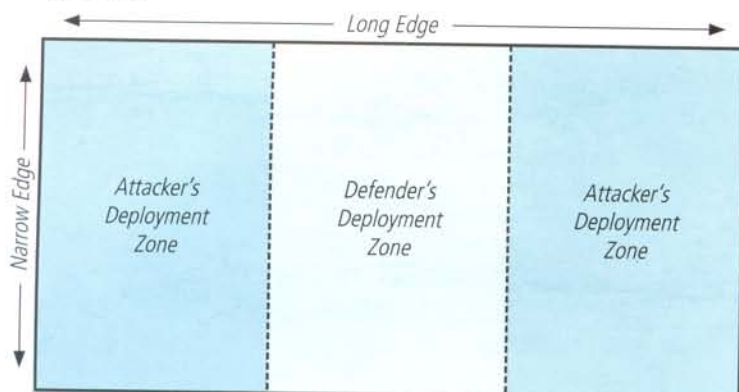 Long Edge
Narrow Edge
Attacker's
Deployment
Zone
Defender's
Deployment
Zone
Attacker's
Deployment
Zone